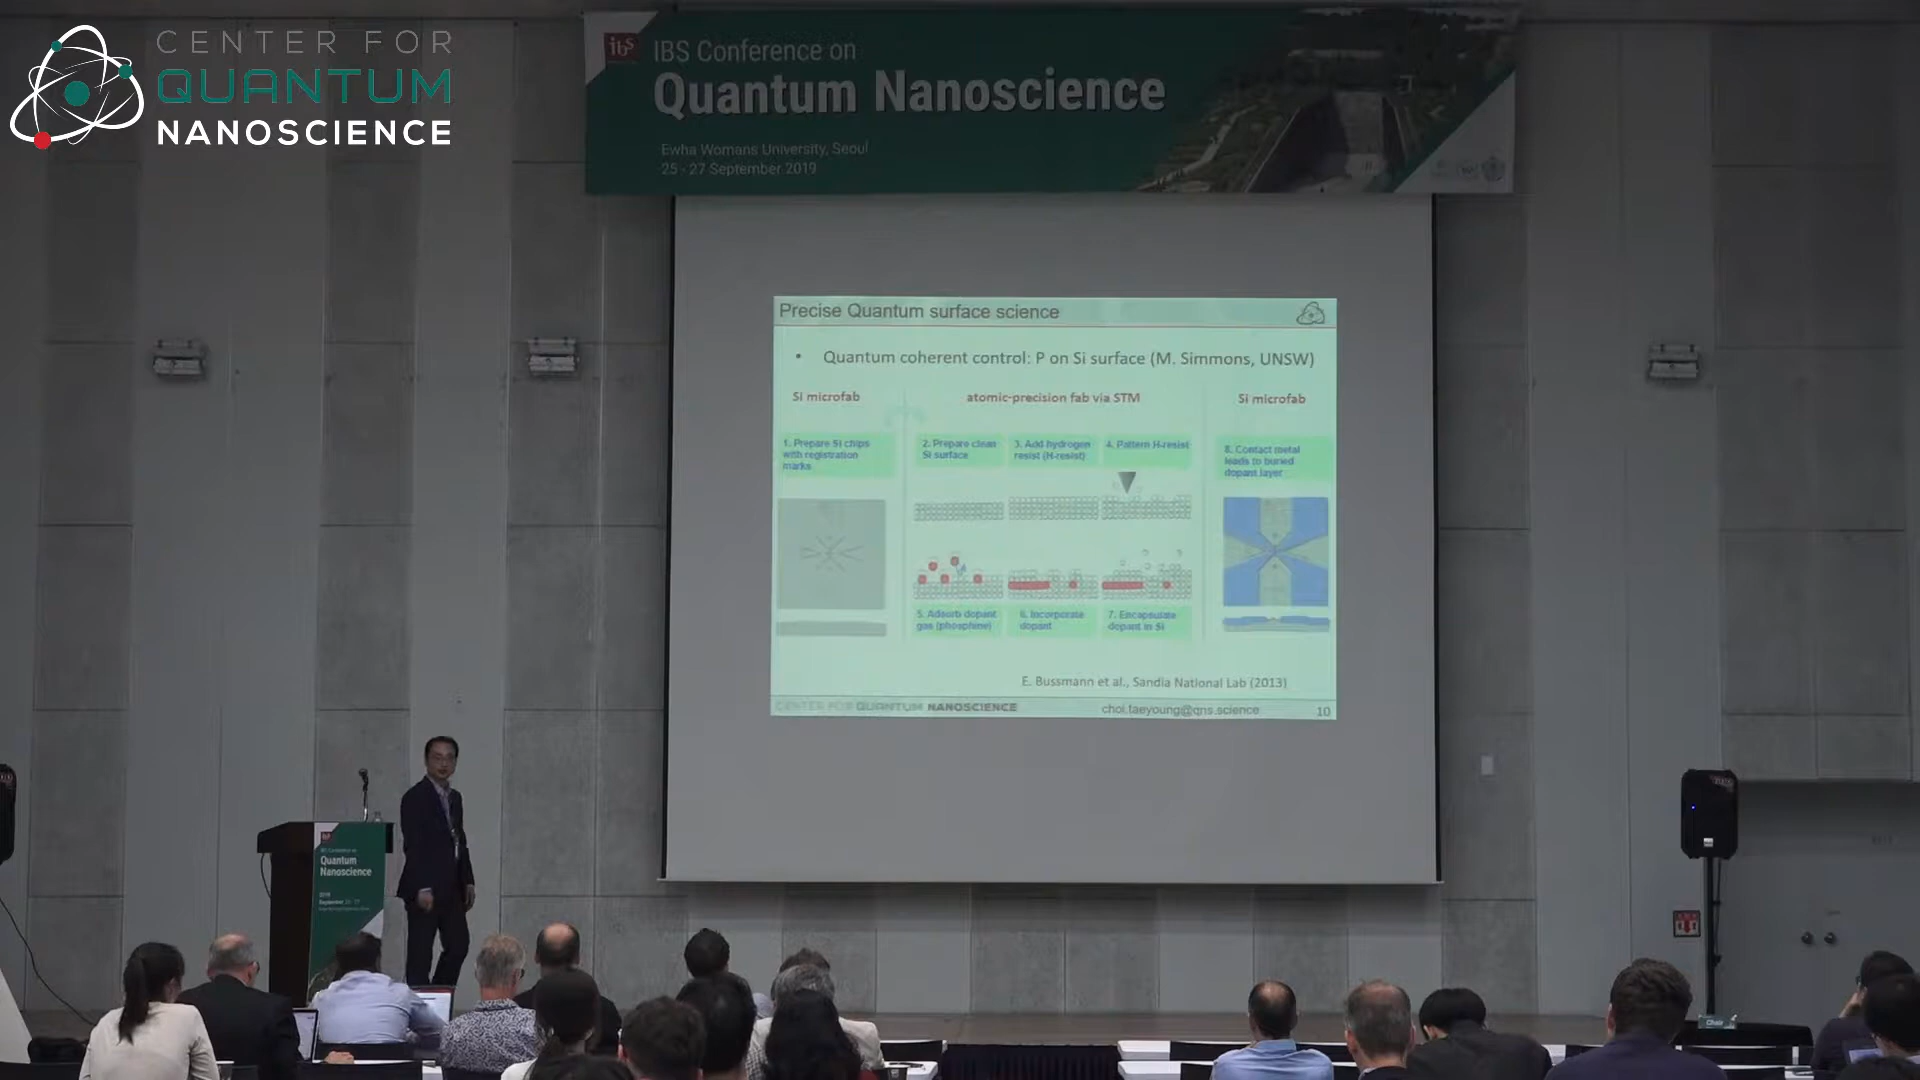 CENTER FOR
QUANTUM
NANOSCIENCE
ibs
IBS Conference on
Quantum Nanoscience
Ewha Womans University, Seoul
25 - 27 September 2019
Precise Quantum surface science
• Quantum coherent control: P on Si surface (M. Simmons, UNSW)
Si microfab
atomic-precision fab via STM
Si microfab
1. Prepare Si chips
with registration
marks
2. Prepare clean
Si surface
3. Add hydrogen
resist (H-resist)
4. Pattern H-resist
8. Contact metal
leads to buried
dopant layer
5. Adsorb dopant
gas (phosphine)
6. Incorporate
dopant
7. Encapsulate
dopant in Si
E. Bussmann et al., Sandia National Lab (2013)
CENTER FOR QUANTUM NANOSCIENCE
choi.taeyoung@qns.science
10
Quantum
Nanoscience
2019
Chair